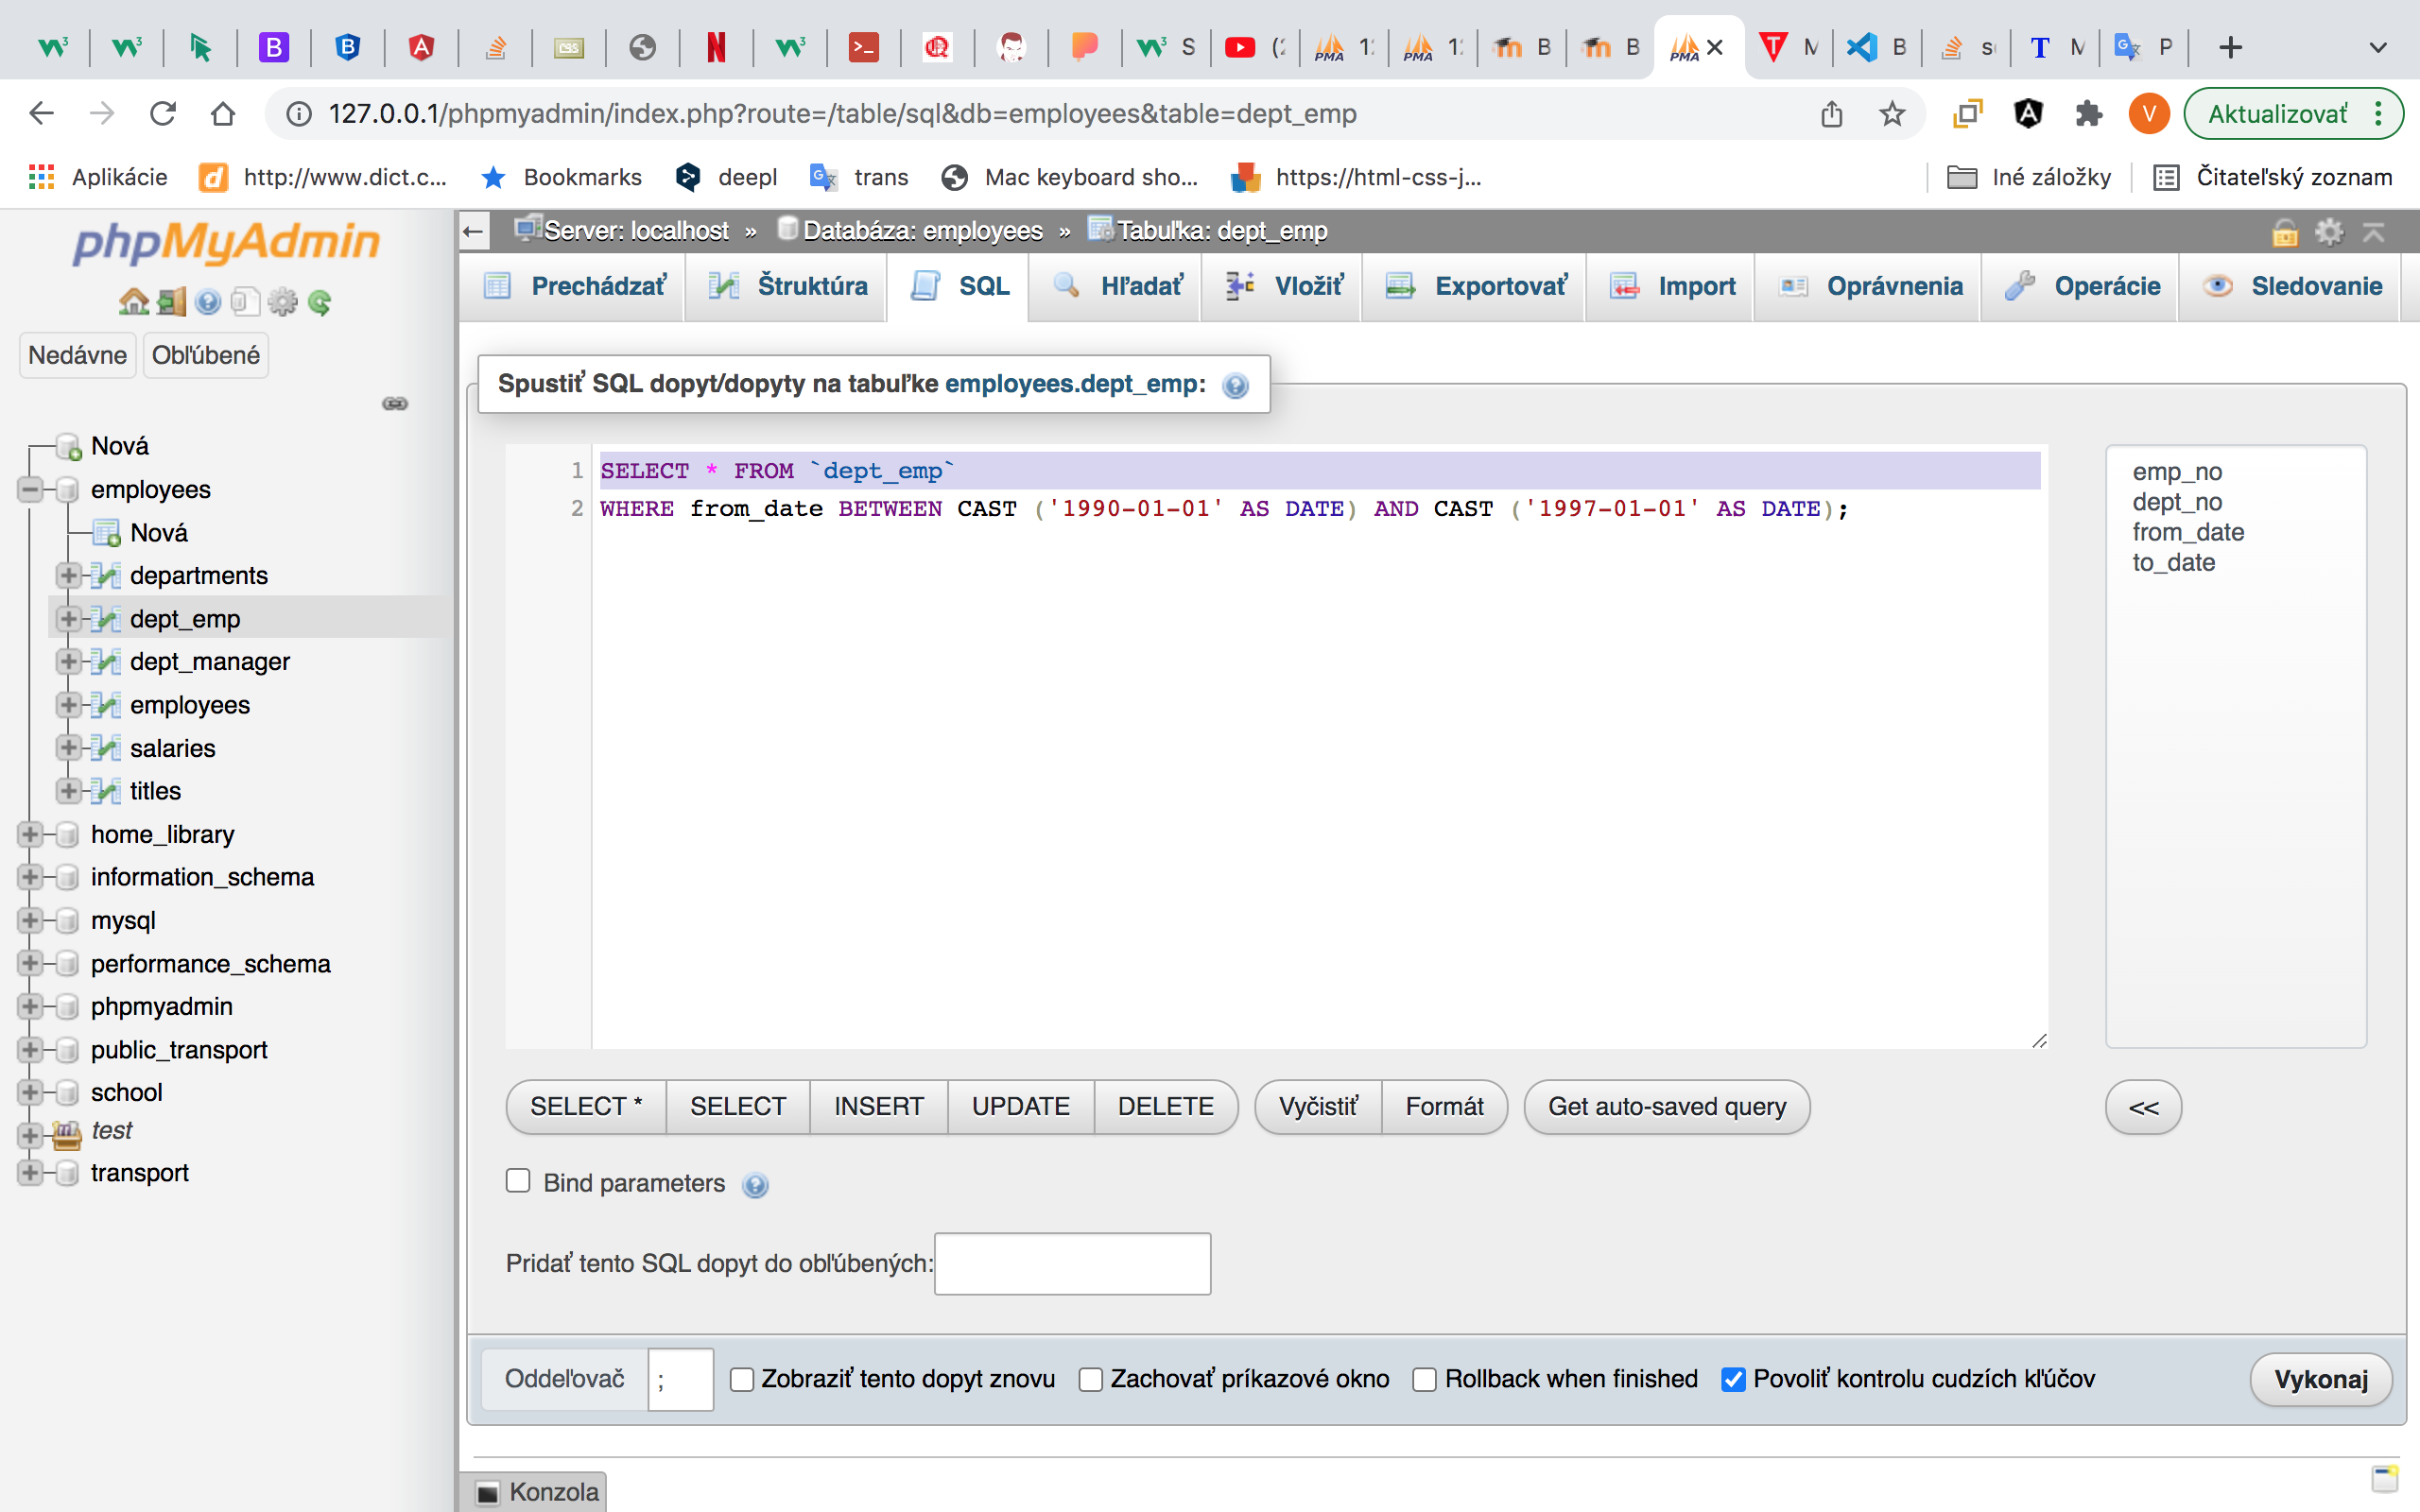 S
B
B
M
B
M
P
127.0.0.1/phpmyadmin/index.php?route=/table/sql&db=employees&table=dept_emp
V
Aktualizovať
Aplikácie
http://www.dict.c...
Bookmarks
deepl
trans
Mac keyboard sho...
https://html-css-j...
Iné záložky
Čitateľský zoznam
phpMyAdmin
Nedávne
Obľúbené
Nová
employees
Nová
departments
dept_emp
dept_manager
employees
salaries
titles
home_library
information_schema
mysql
performance_schema
phpmyadmin
public_transport
school
test
transport
Server: localhost » Databáza: employees » Tabuľka: dept_emp
Prechádzať
Štruktúra
SQL
Hľadať
Vložiť
Exportovať
Import
Oprávnenia
Operácie
Sledovanie
Spustiť SQL dopyt/dopyty na tabuľke employees.dept_emp:
1 SELECT * FROM `dept_emp`
2 WHERE from_date BETWEEN CAST ('1990-01-01' AS DATE) AND CAST ('1997-01-01' AS DATE);
emp_no
dept_no
from_date
to_date
SELECT *
SELECT
INSERT
UPDATE
DELETE
Vyčistiť
Formát
Get auto-saved query
<<
Bind parameters
Pridať tento SQL dopyt do obľúbených:
Oddeľovač ;
Zobraziť tento dopyt znovu
Zachovať príkazové okno
Rollback when finished
Povoliť kontrolu cudzích kľúčov
Vykonaj
Konzola